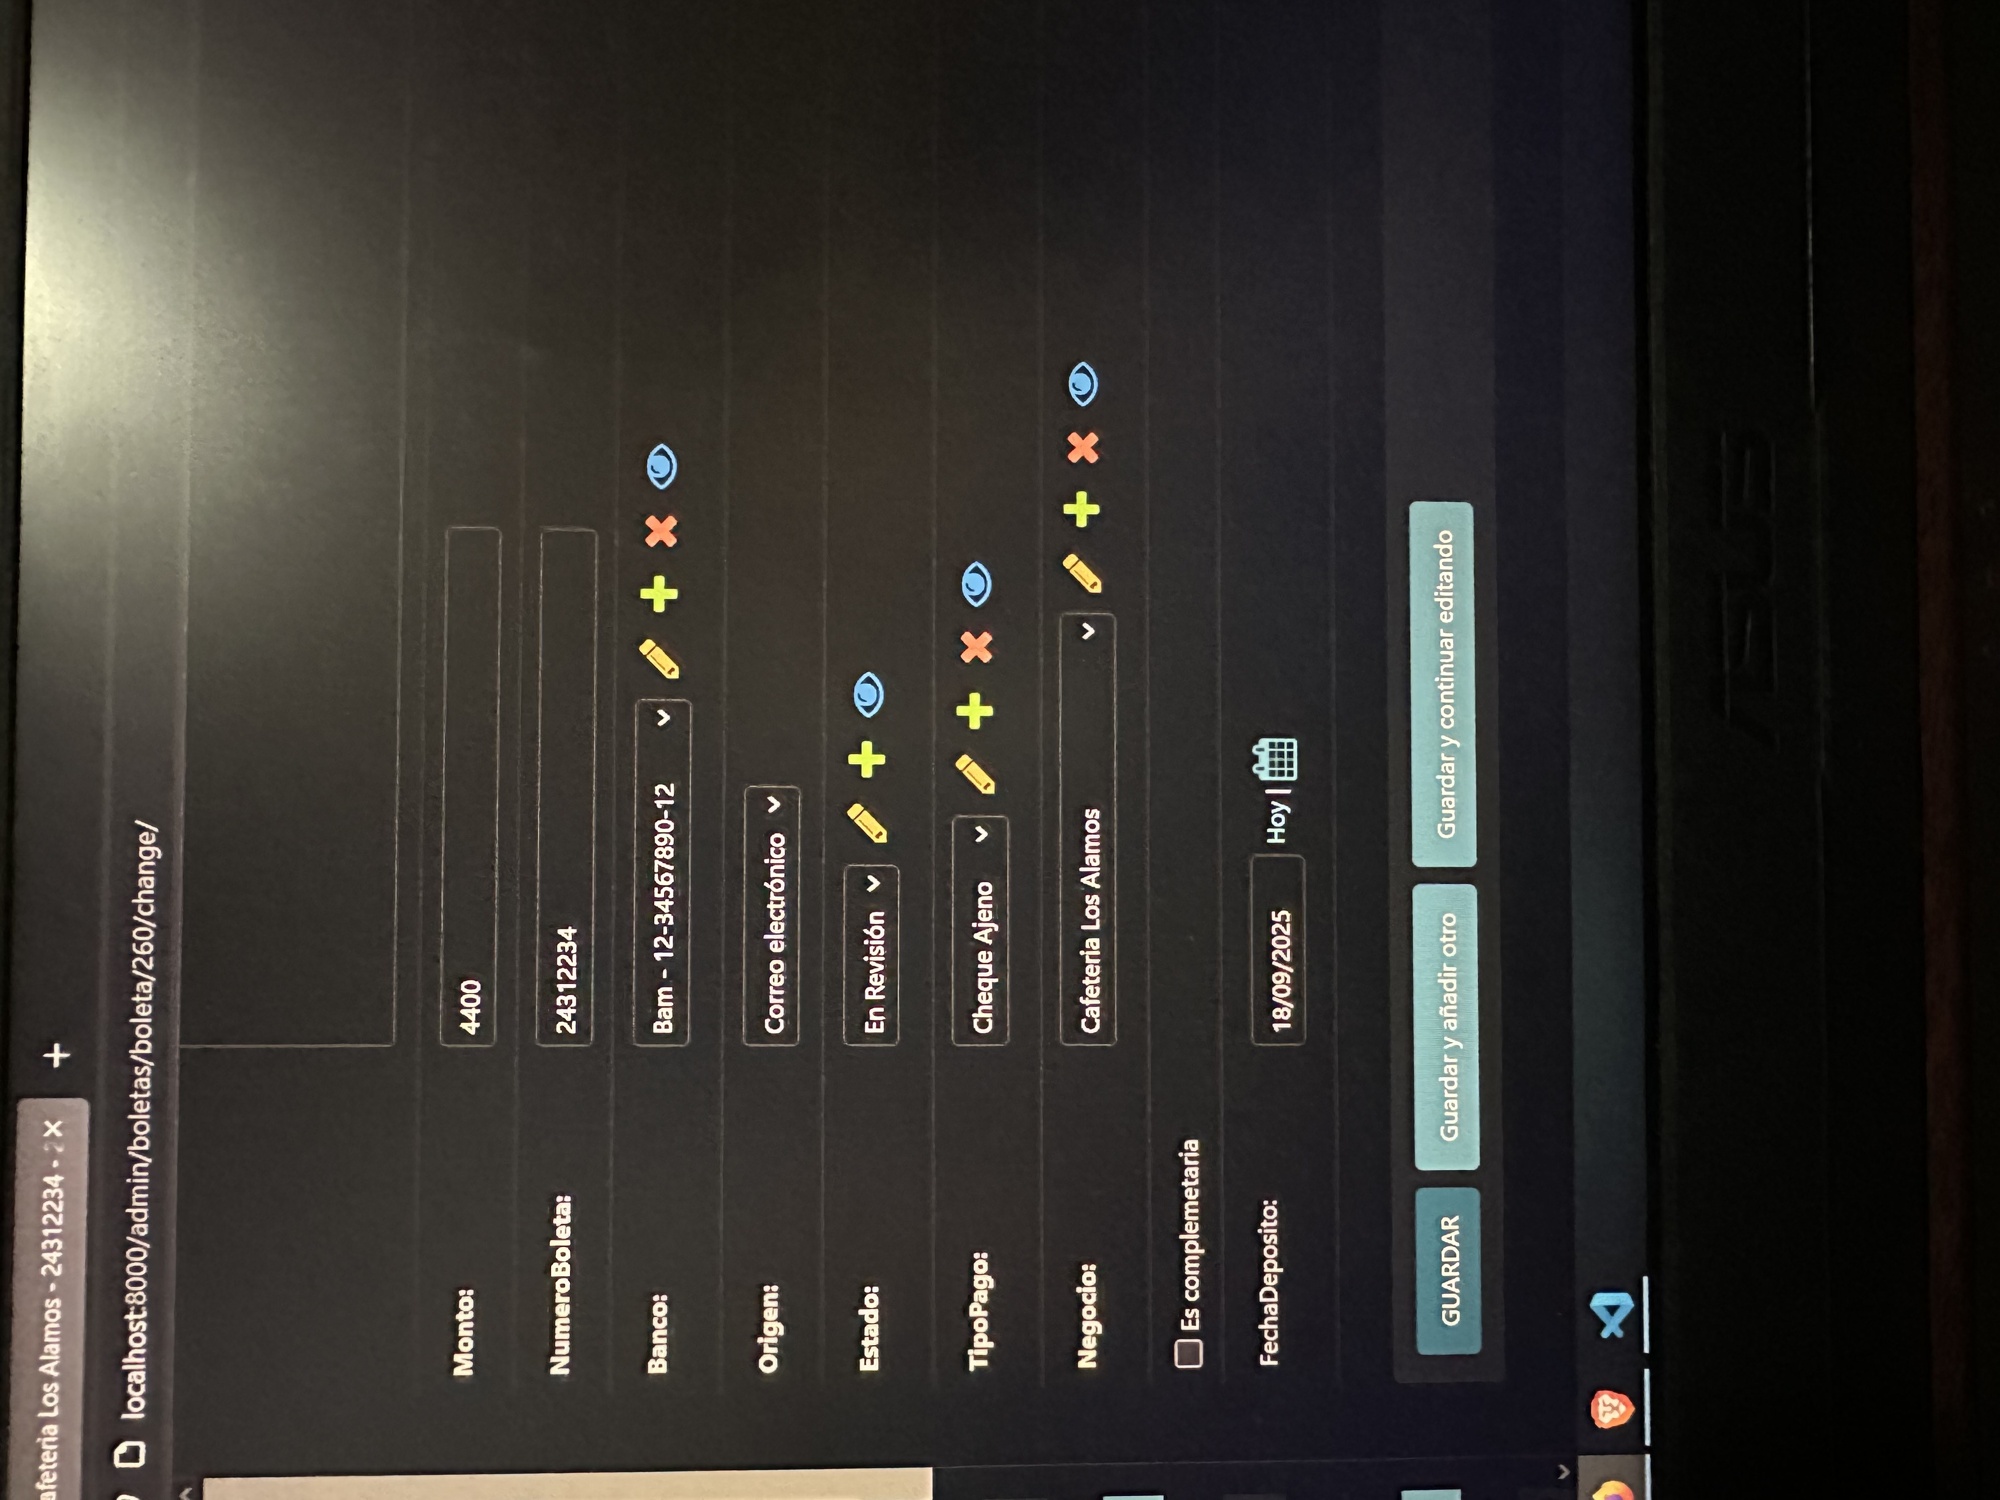 afeteria Los Alamos - 24312234 - 2
localhost:8000/admin/boletas/boleta/260/change/
Monto: 4400
NumeroBoleta: 24312234
Banco: Bam - 12-34567890-12
Origen: Correo electrónico
Estado: En Revisión
TipoPago: Cheque Ajeno
Negocio: Cafeteria Los Alamos
Es complemetaria
FechaDeposito: 18/09/2025 Hoy |
GUARDAR Guardar y añadir otro Guardar y continuar editando
ASUS